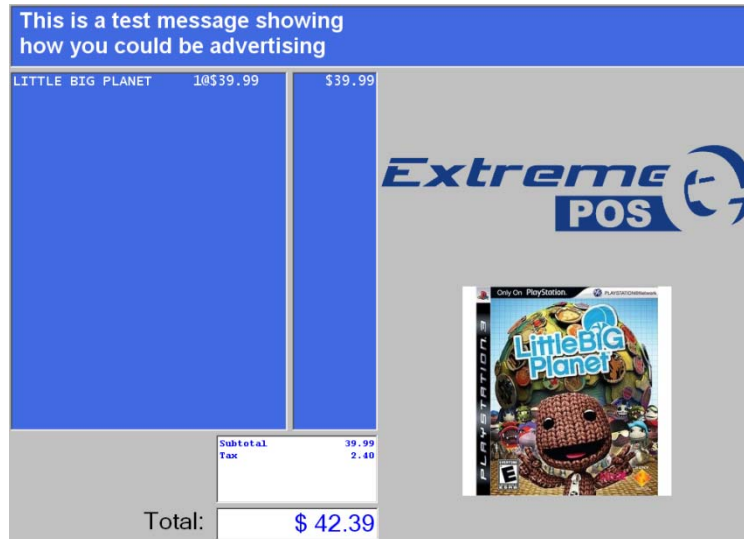 This is a test message showing
how you could be advertising
LITTLE BIG PLANET 1@$39.99 $39.99
Extreme
POS
Only On PlayStation. PLAYSTATION Network
PLAYSTATION 3
LittleBIG
Planet
E
Subtotal 39.99
Tax 2.40
Total: $ 42.39